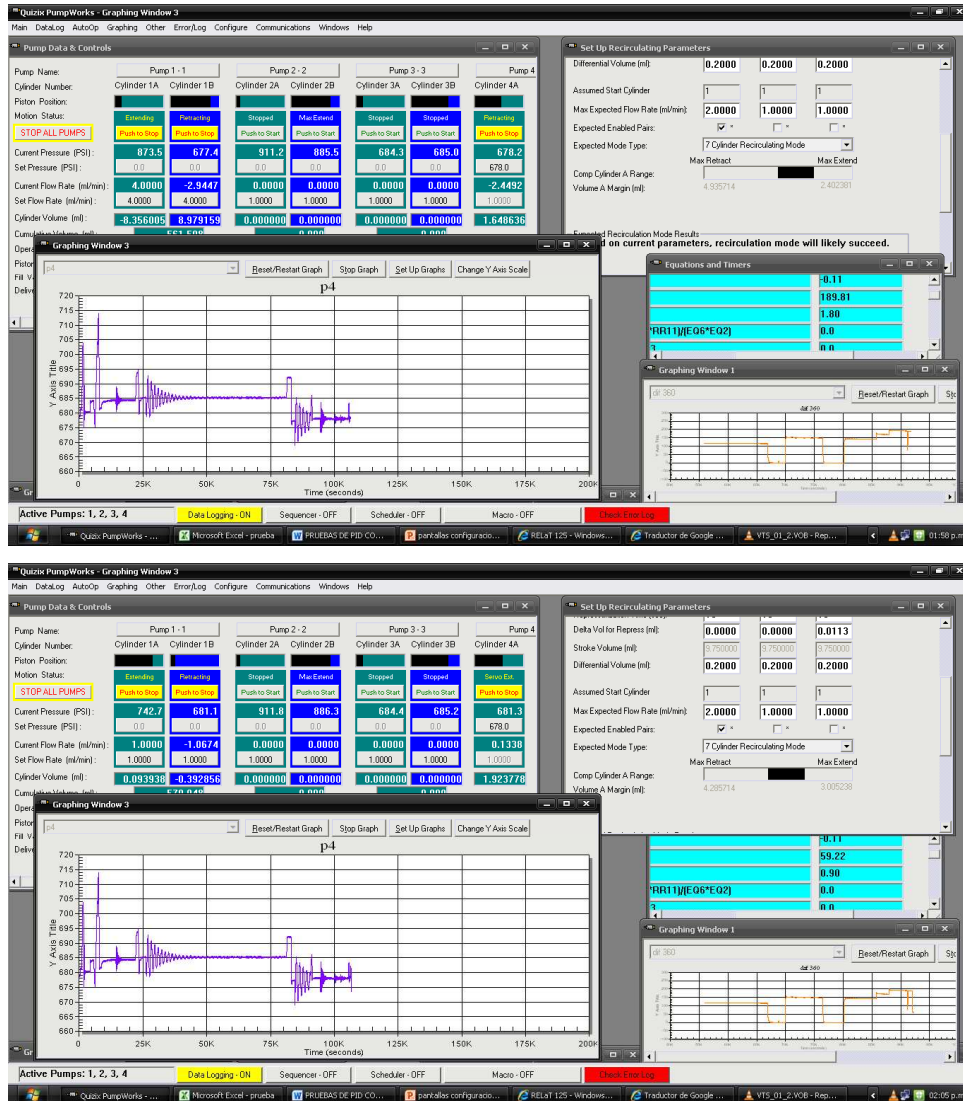 Quizix PumpWorks - Graphing Window 3
Main DataLog AutoOp Graphing Other Error/Log Configure Communications Windows Help
Pump Data & Controls
Pump Name: Pump 1 - 1 Pump 2 - 2 Pump 3 - 3 Pump 4
Cylinder Number: Cylinder 1A Cylinder 1B Cylinder 2A Cylinder 2B Cylinder 3A Cylinder 3B Cylinder 4A
Piston Position:
Motion Status: Extending Retracting Stopped Max Extend Stopped Stopped Retracting
STOP ALL PUMPS Push to Stop Push to Stop Push to Start Push to Start Push to Start Push to Start Push to Stop
Current Pressure (PSI): 873.5 677.4 911.2 885.5 684.3 685.0 678.2
Set Pressure (PSI): 0.0 0.0 0.0 0.0 0.0 0.0 678.0
Current Flow Rate (ml/min): 4.0000 -2.9447 0.0000 0.0000 0.0000 0.0000 -2.4492
Set Flow Rate (ml/min): 4.0000 4.0000 1.0000 1.0000 1.0000 1.0000 1.0000
Cylinder Volume (ml): -8.356005 8.979159 0.000000 0.000000 0.000000 0.000000 1.648636
Set Up Recirculating Parameters
Differential Volume (ml): 0.2000 0.2000 0.2000
Assumed Start Cylinder 1 1 1
Max Expected Flow Rate (ml/min): 2.0000 1.0000 1.0000
Expected Enabled Pairs: * * *
Expected Mode Type: 7 Cylinder Recirculating Mode
Max Retract Max Extend
Comp Cylinder A Range:
Volume A Margin (ml): 4.935714 2.402381
Expected Recirculation Mode Results
d on current parameters, recirculation mode will likely succeed.
Graphing Window 3
p4 Reset/Restart Graph Stop Graph Set Up Graphs Change Y Axis Scale
p4
720
715
710
705
700
695
690
685
680
675
670
665
660
Y Axis Title
0 25K 50K 75K 100K 125K 150K 175K 200K
Time (seconds)
Equations and Timers
-0.11
189.81
1.80
*RR11)/(EQ6*EQ2) 0.0
3 0.0
Graphing Window 1
dlt 360 Reset/Restart Graph
Active Pumps: 1, 2, 3, 4 Data Logging - ON Sequencer - OFF Scheduler - OFF Macro - OFF Check Error Log
Quizix PumpWorks - ... Microsoft Excel - prueba PRUEBAS DE PID CO... pantallas configuracio... RELaT 125 - Windows... Traductor de Google ... VTS_01_2.VOB - Rep... 01:58 p.m
Quizix PumpWorks - Graphing Window 3
Main DataLog AutoOp Graphing Other Error/Log Configure Communications Windows Help
Pump Data & Controls
Pump Name: Pump 1 - 1 Pump 2 - 2 Pump 3 - 3 Pump 4
Cylinder Number: Cylinder 1A Cylinder 1B Cylinder 2A Cylinder 2B Cylinder 3A Cylinder 3B Cylinder 4A
Piston Position:
Motion Status: Extending Retracting Stopped Max Extend Stopped Stopped Servo Ext.
STOP ALL PUMPS Push to Stop Push to Stop Push to Start Push to Start Push to Start Push to Start Push to Stop
Current Pressure (PSI): 742.7 681.1 911.8 886.3 684.4 685.2 681.3
Set Pressure (PSI): 0.0 0.0 0.0 0.0 0.0 0.0 678.0
Current Flow Rate (ml/min): 1.0000 -1.0674 0.0000 0.0000 0.0000 0.0000 0.1338
Set Flow Rate (ml/min): 1.0000 1.0000 1.0000 1.0000 1.0000 1.0000 1.0000
Cylinder Volume (ml): 0.093938 -0.392856 0.000000 0.000000 0.000000 0.000000 1.923778
Set Up Recirculating Parameters
Delta Vol for Repress (ml): 0.0000 0.0000 0.0113
Stroke Volume (ml): 9.750000 9.750000 9.750000
Differential Volume (ml): 0.2000 0.2000 0.2000
Assumed Start Cylinder 1 1 1
Max Expected Flow Rate (ml/min): 2.0000 1.0000 1.0000
Expected Enabled Pairs: * * *
Expected Mode Type: 7 Cylinder Recirculating Mode
Max Retract Max Extend
Comp Cylinder A Range:
Volume A Margin (ml): 4.285714 3.005238
Graphing Window 3
p4 Reset/Restart Graph Stop Graph Set Up Graphs Change Y Axis Scale
p4
720
715
710
705
700
695
690
685
680
675
670
665
660
Y Axis Title
0 25K 50K 75K 100K 125K 150K 175K 200K
Time (seconds)
-0.11
59.22
0.90
*RR11)/(EQ6*EQ2) 0.0
3 0.0
Graphing Window 1
dlt 360 Reset/Restart Graph
Active Pumps: 1, 2, 3, 4 Data Logging - ON Sequencer - OFF Scheduler - OFF Macro - OFF Check Error Log
Quizix PumpWorks - ... Microsoft Excel - prueba PRUEBAS DE PID CO... pantallas configuracio... RELaT 125 - Windows... Traductor de Google ... VTS_01_2.VOB - Rep... 02:05 p.m